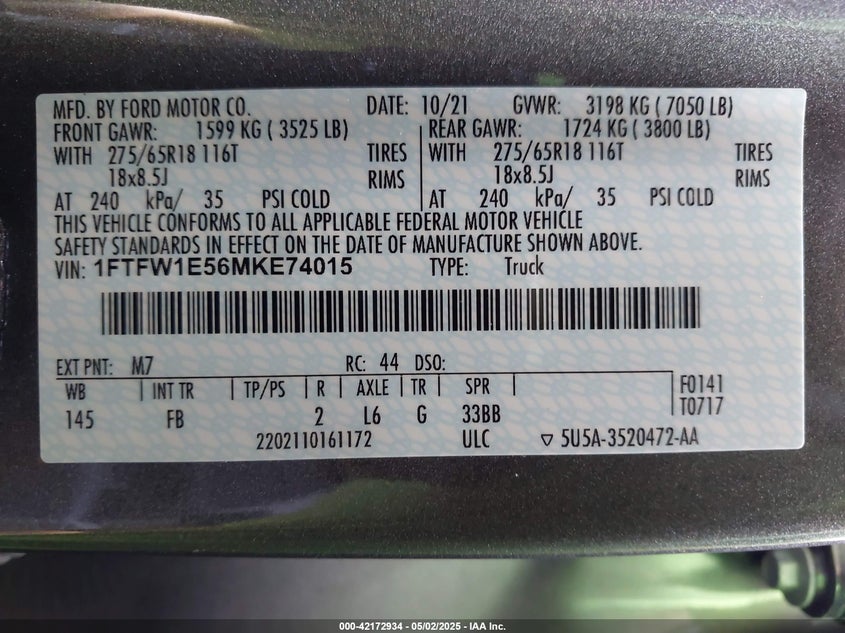 MFD. BY FORD MOTOR CO. DATE: 10/21 GVWR: 3198 KG ( 7050 LB)
FRONT GAWR: 1599 KG ( 3525 LB) REAR GAWR: 1724 KG ( 3800 LB)
WITH 275/65R18 116T TIRES WITH 275/65R18 116T TIRES
18x8.5J RIMS 18x8.5J RIMS
AT 240 kPa/ 35 PSI COLD AT 240 kPa/ 35 PSI COLD
THIS VEHICLE CONFORMS TO ALL APPLICABLE FEDERAL MOTOR VEHICLE
SAFETY STANDARDS IN EFFECT ON THE DATE OF MANUFACTURE SHOWN ABOVE.
VIN: 1FTFW1E56MKE74015 TYPE: Truck
EXT PNT: M7 RC: 44 DSO:
WB INT TR TP/PS R AXLE TR SPR F0141
145 FB 2 L6 G 33BB T0717
2202110161172 ULC ▽ 5U5A-3520472-AA
000-42172934 - 05/02/2025 - IAA Inc.